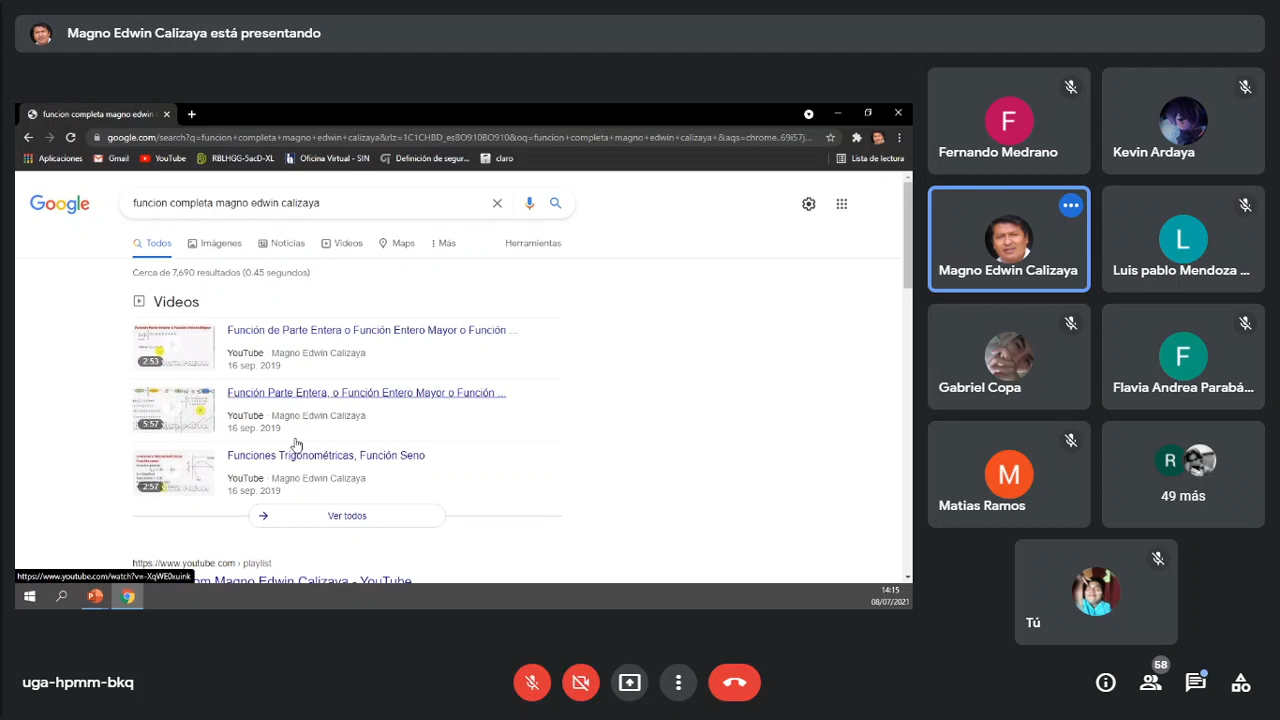 Magno Edwin Calizaya está presentando
funcion completa magno edwin
google.com/search?q=funcion+completa+magno+edwin+calizaya&rlz=1C1CHBD_es8O910BO910&oq=funcion+completa+magno+edwin+calizaya+&aqs=chrome..69i57j...
Aplicaciones
Gmail
YouTube
RBLHGG-5acD-XL
Oficina Virtual - SIN
Definición de segur...
claro
Lista de lectura
Google
funcion completa magno edwin calizaya
Todos
Imágenes
Noticias
Videos
Maps
Más
Herramientas
Cerca de 7,690 resultados (0.45 segundos)
Videos
Función de Parte Entera o Función Entero Mayor o Función ...
YouTube · Magno Edwin Calizaya
16 sep. 2019
2:53
Función Parte Entera, o Función Entero Mayor o Función ...
YouTube · Magno Edwin Calizaya
16 sep. 2019
5:57
Funciones Trigonométricas, Función Seno
YouTube · Magno Edwin Calizaya
16 sep. 2019
2:57
Ver todos
https://www.youtube.com › playlist
Magno Edwin Calizaya - YouTube
https://www.youtube.com/watch?v=-XqWE0xuink
14:15
08/07/2021
F
Fernando Medrano
Kevin Ardaya
Magno Edwin Calizaya
L
Luis pablo Mendoza ...
Gabriel Copa
F
Flavia Andrea Parabá...
M
Matias Ramos
R
49 más
Tú
uga-hpmm-bkq
58